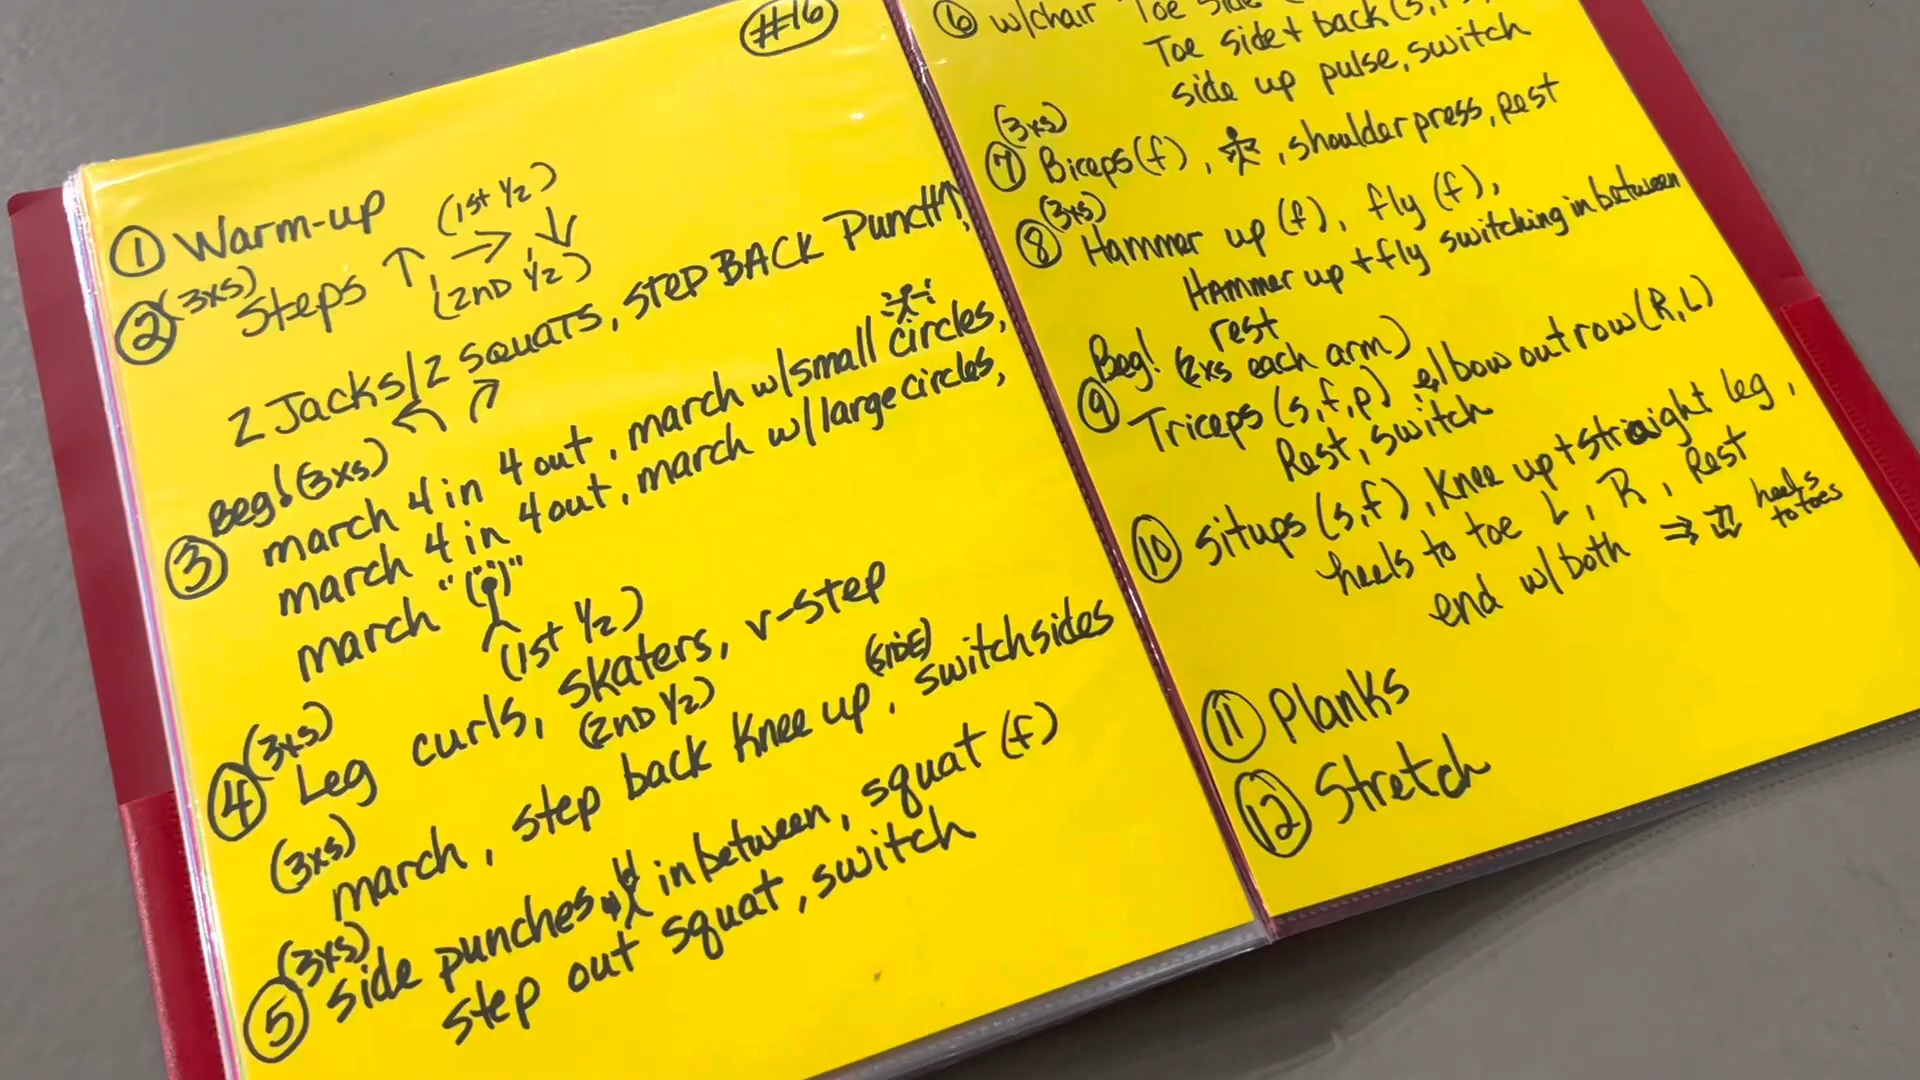 #16
① Warm-up
② (3xs) Steps ↑ (1st ½) → , ↓ (2ND ½)
2 Jacks/2 squats, STEP BACK Punch
Beg! (3xs)
③ march 4 in 4 out, march w/small circles,
march 4 in 4 out, march w/large circles,
march
(1st ½)
④ (3xs) Leg curls, skaters, v-step
(2ND ½)
(3xs) march, step back Knee up (SIDE), switch sides
⑤ (3xs) side punches, in between, squat (f)
step out squat, switch
⑥ w/chair Toe side
Toe side + back
side up pulse, switch
(3xs)
⑦ Biceps (f), , shoulder press, Rest
(3xs)
⑧ Hammer up (f), fly (f),
Hammer up + fly switching in between
rest
Beg! (2xs each arm)
⑨ Triceps (s,f,p) elbow out row (R,L)
Rest, switch
⑩ situps (s,f), Knee up + straight leg,
heels to toe L, R, Rest
end w/both ⇒ heels to toes
⑪ Planks
⑫ Stretch